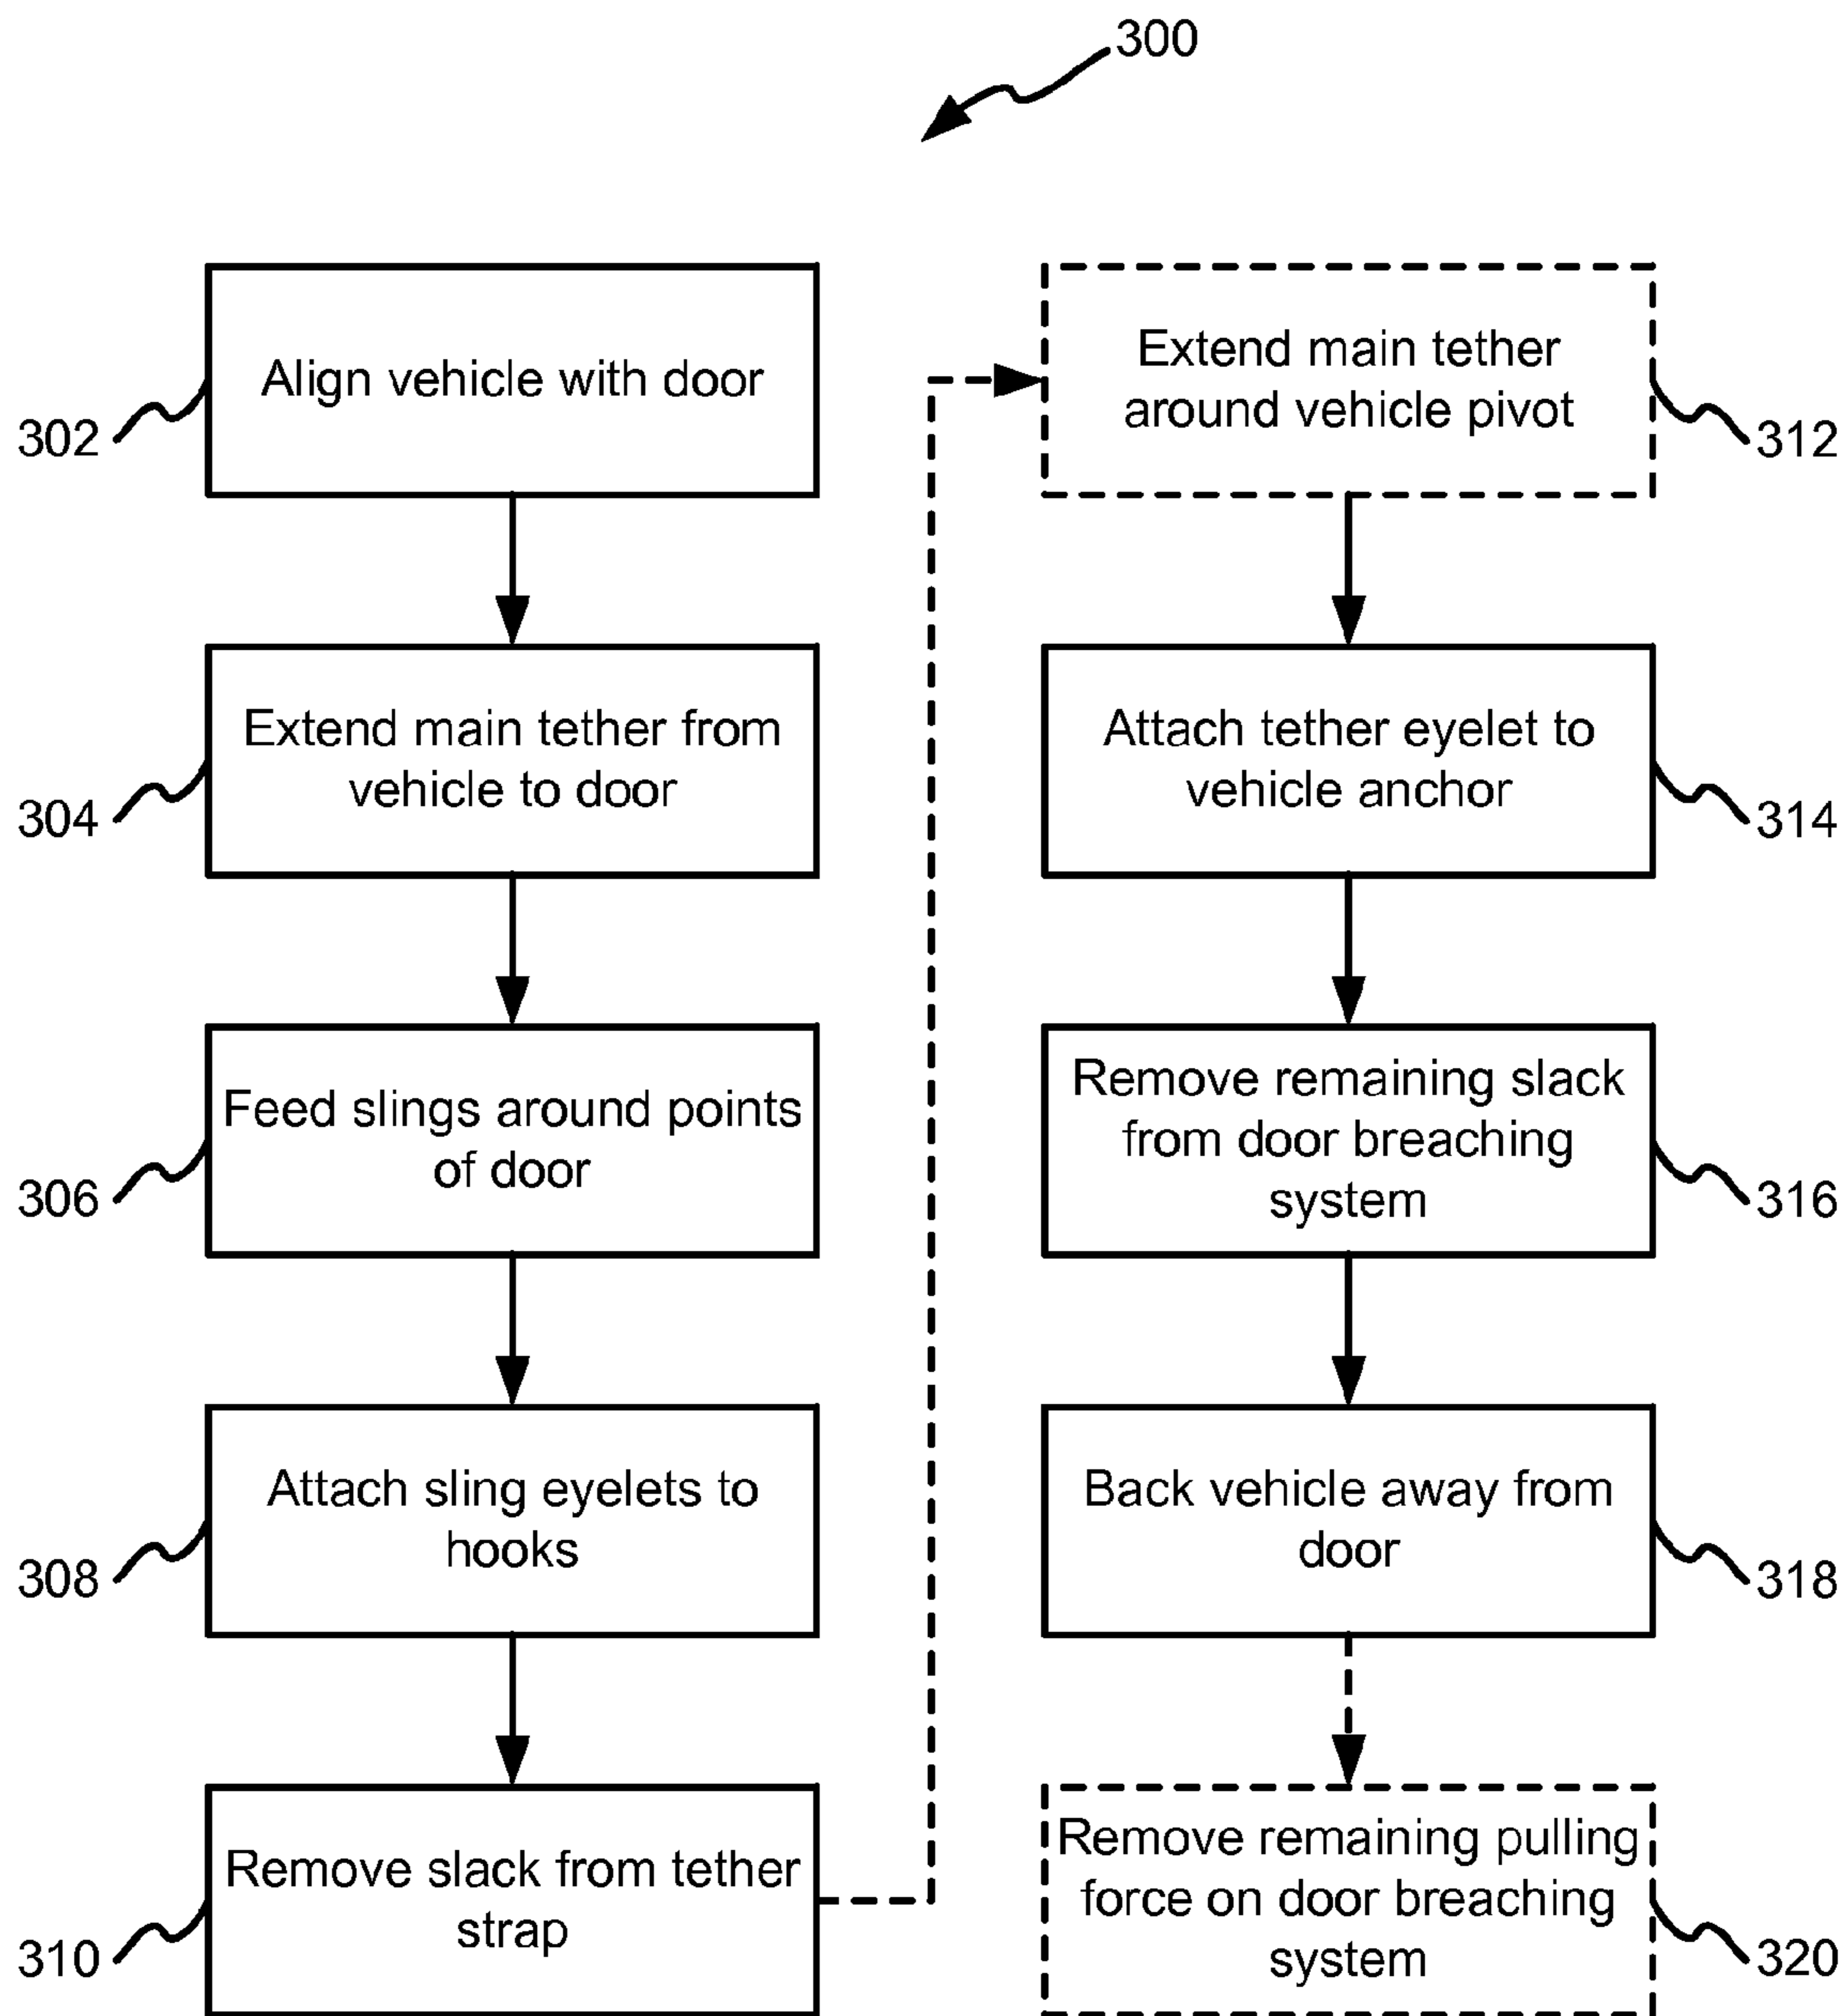 300
Align vehicle with door
302
Extend main tether from
vehicle to door
304
Feed slings around points
of door
306
Attach sling eyelets to
hooks
308
Remove slack from tether
strap
310
Extend main tether
around vehicle pivot
312
Attach tether eyelet to
vehicle anchor
314
Remove remaining slack
from door breaching
system
316
Back vehicle away from
door
318
Remove remaining pulling
force on door breaching
system
320